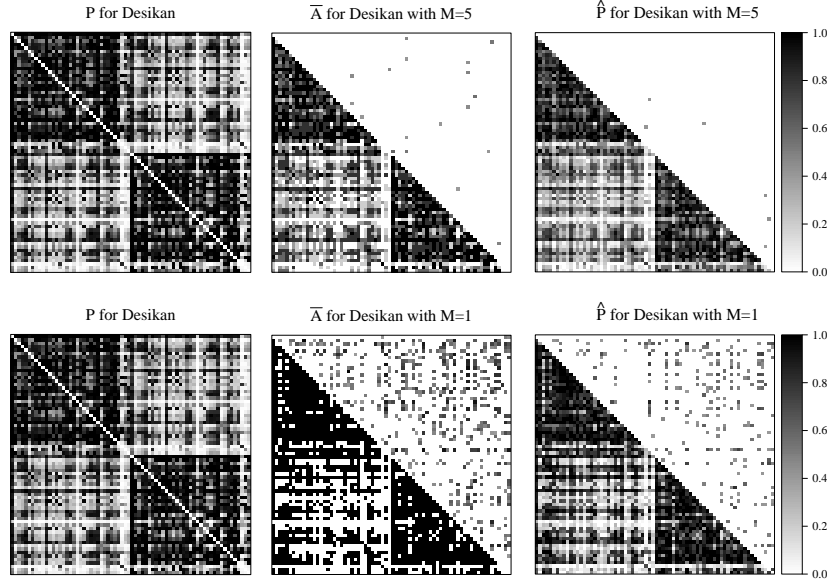 P for Desikan
A̅ for Desikan with M=5
P̂ for Desikan with M=5
1.0
0.8
0.6
0.4
0.2
0.0
P for Desikan
A̅ for Desikan with M=1
P̂ for Desikan with M=1
1.0
0.8
0.6
0.4
0.2
0.0